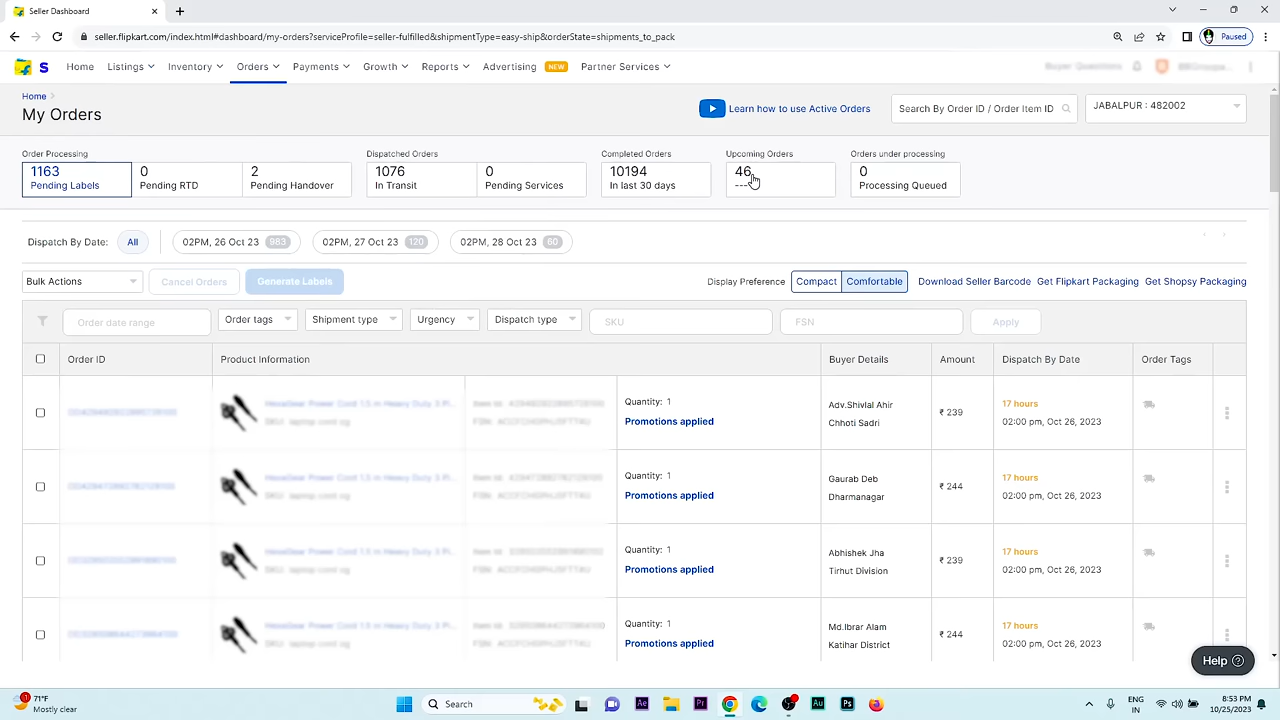 Seller Dashboard
seller.flipkart.com/index.html#dashboard/my-orders?serviceProfile=seller-fulfilled&shipmentType=easy-ship&orderState=shipments_to_pack
Paused
Home Listings Inventory Orders Payments Growth Reports Advertising NEW Partner Services
Home
My Orders
Learn how to use Active Orders
Search By Order ID / Order Item ID
JABALPUR : 482002
Order Processing
Dispatched Orders
Completed Orders
Upcoming Orders
Orders under processing
1163
Pending Labels
0
Pending RTD
2
Pending Handover
1076
In Transit
0
Pending Services
10194
In last 30 days
46
---
0
Processing Queued
Dispatch By Date: All 02PM, 26 Oct 23 983 02PM, 27 Oct 23 120 02PM, 28 Oct 23 60
Bulk Actions Cancel Orders Generate Labels Display Preference Compact Comfortable Download Seller Barcode Get Flipkart Packaging Get Shopsy Packaging
Order date range Order tags Shipment type Urgency Dispatch type SKU FSN Apply
Order ID Product Information Buyer Details Amount Dispatch By Date Order Tags
Quantity: 1
Promotions applied
Adv.Shivlal Ahir
Chhoti Sadri
₹ 239
17 hours
02:00 pm, Oct 26, 2023
Quantity: 1
Promotions applied
Gaurab Deb
Dharmanagar
₹ 244
17 hours
02:00 pm, Oct 26, 2023
Quantity: 1
Promotions applied
Abhishek Jha
Tirhut Division
₹ 239
17 hours
02:00 pm, Oct 26, 2023
Quantity: 1
Promotions applied
Md.Ibrar Alam
Katihar District
₹ 244
17 hours
02:00 pm, Oct 26, 2023
Help
1
71°F
Mostly clear
Search
ENG
IN
8:53 PM
10/25/2023